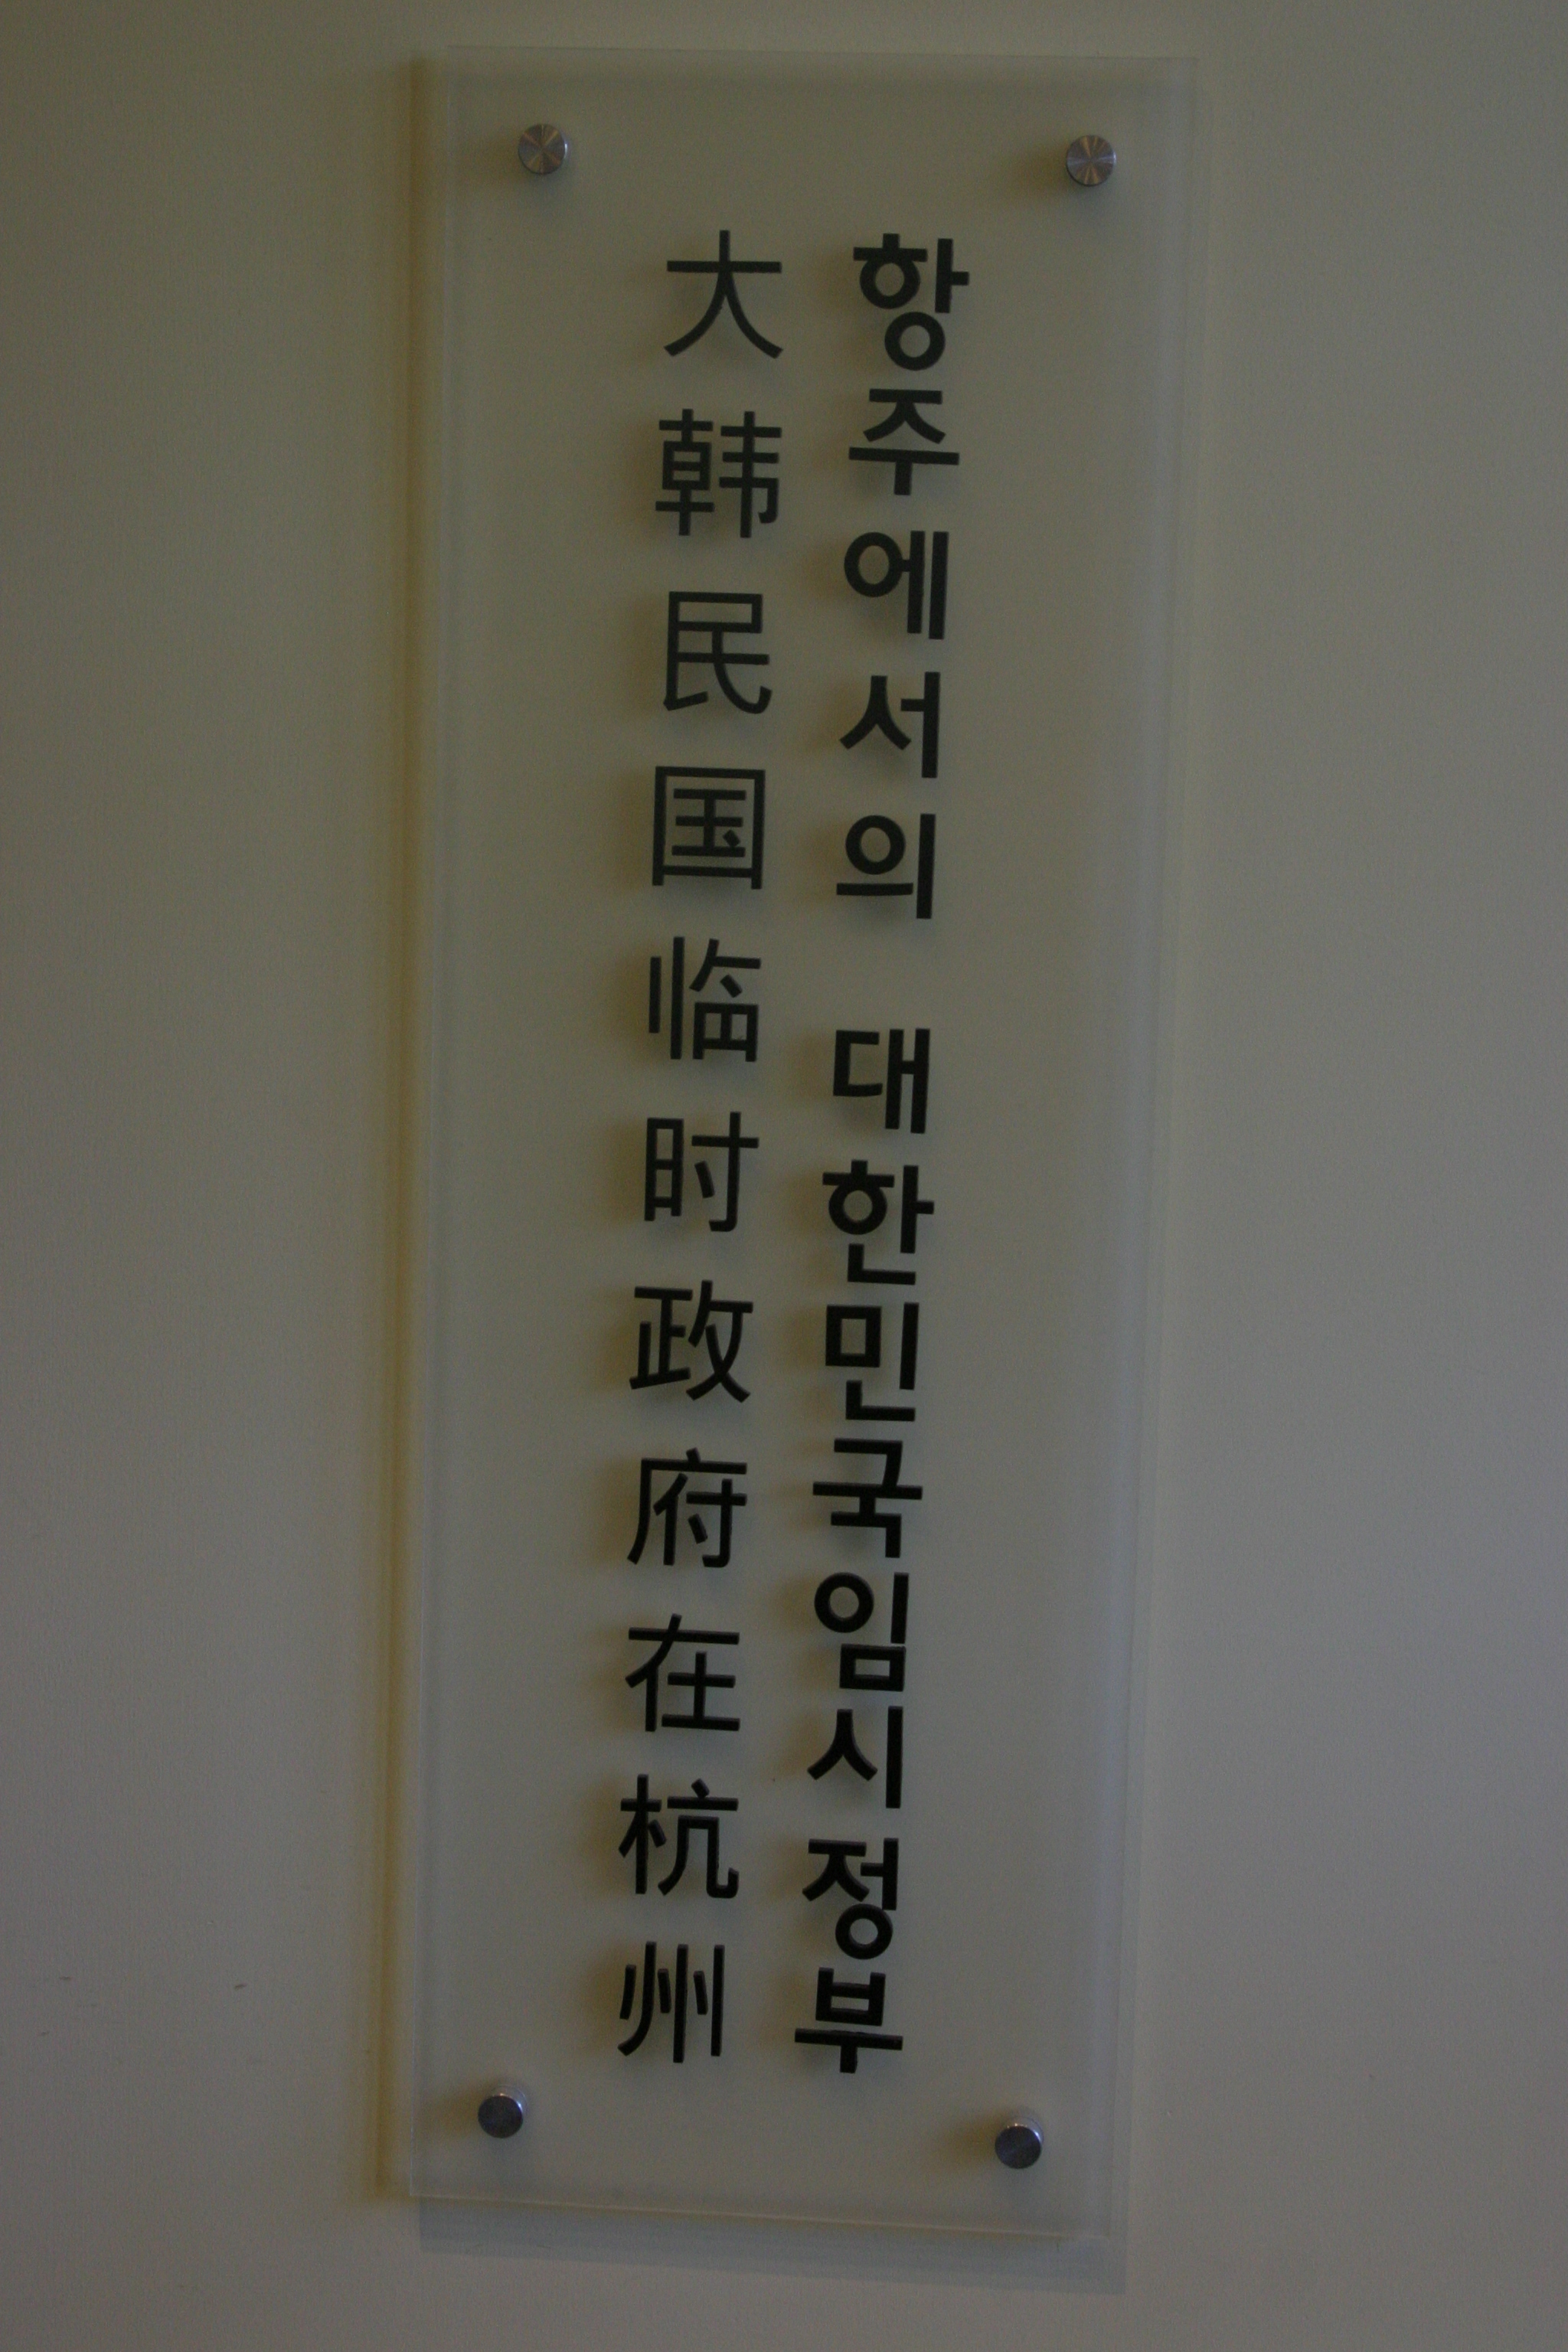 항주에서의 대한민국임시정부
大韩民国临时政府在杭州